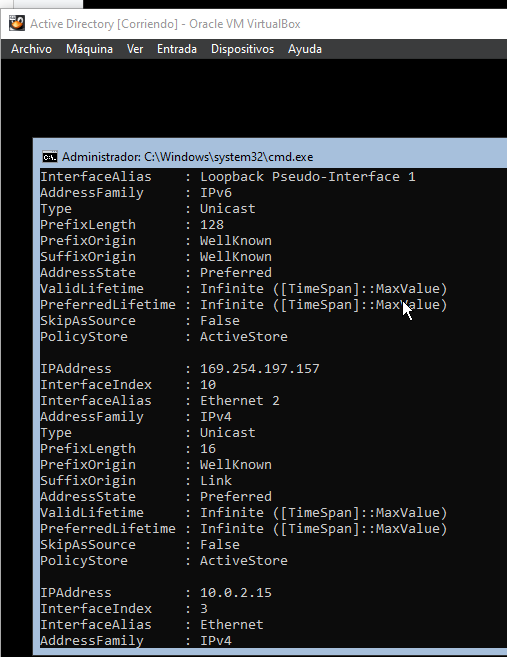 Active Directory [Corriendo] - Oracle VM VirtualBox
Archivo Máquina Ver Entrada Dispositivos Ayuda
Administrador: C:\Windows\system32\cmd.exe
InterfaceAlias : Loopback Pseudo-Interface 1
AddressFamily : IPv6
Type : Unicast
PrefixLength : 128
PrefixOrigin : WellKnown
SuffixOrigin : WellKnown
AddressState : Preferred
ValidLifetime : Infinite ([TimeSpan]::MaxValue)
PreferredLifetime : Infinite ([TimeSpan]::MaxValue)
SkipAsSource : False
PolicyStore : ActiveStore
IPAddress : 169.254.197.157
InterfaceIndex : 10
InterfaceAlias : Ethernet 2
AddressFamily : IPv4
Type : Unicast
PrefixLength : 16
PrefixOrigin : WellKnown
SuffixOrigin : Link
AddressState : Preferred
ValidLifetime : Infinite ([TimeSpan]::MaxValue)
PreferredLifetime : Infinite ([TimeSpan]::MaxValue)
SkipAsSource : False
PolicyStore : ActiveStore
IPAddress : 10.0.2.15
InterfaceIndex : 3
InterfaceAlias : Ethernet
AddressFamily : IPv4